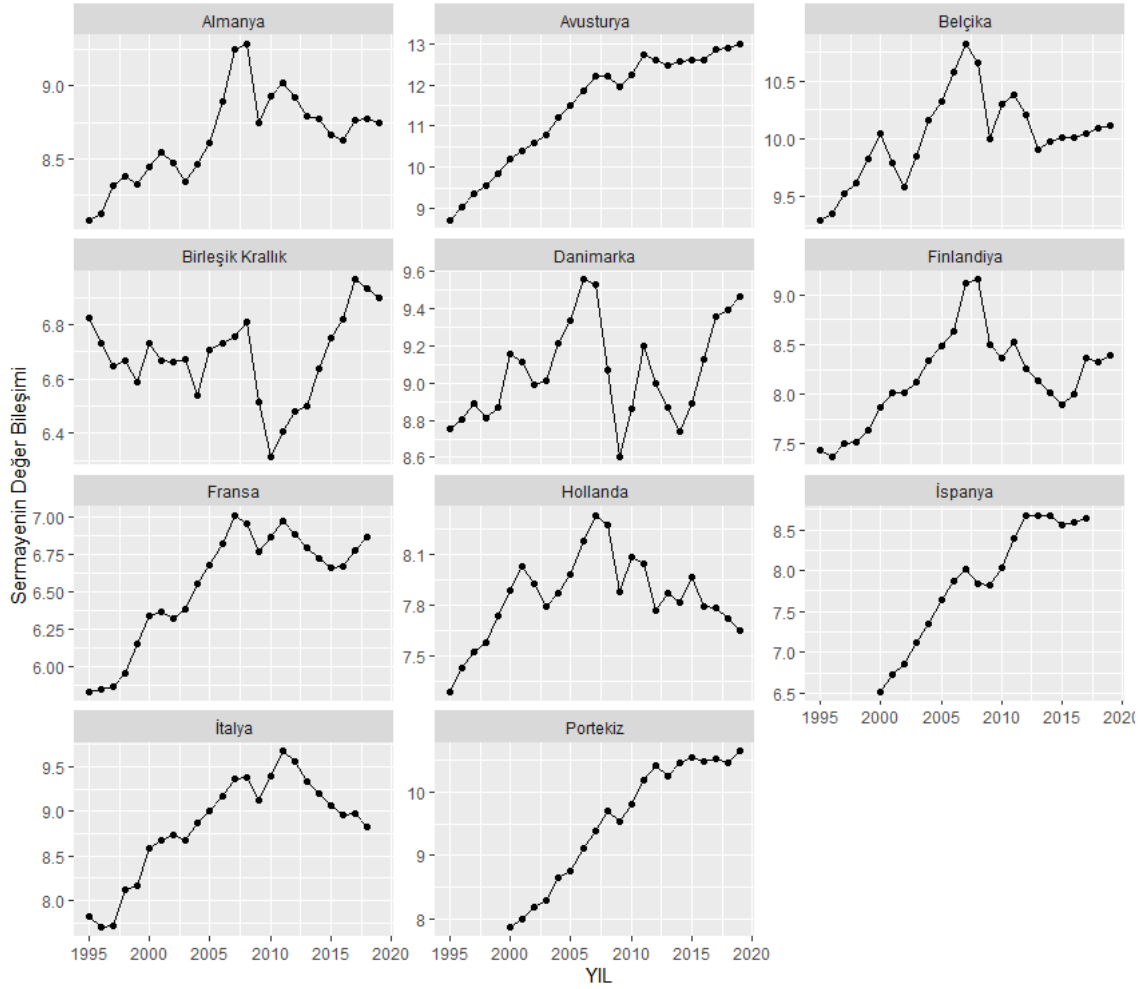 Almanya
Avusturya
Belçika
9.0
8.5
13
12
11
10
9
10.5
10.0
9.5
Birleşik Krallık
Danimarka
Finlandiya
6.8
6.6
6.4
9.6
9.4
9.2
9.0
8.8
8.6
9.0
8.5
8.0
7.5
Sermayenin Değer Bileşimi
Fransa
Hollanda
İspanya
7.00
6.75
6.50
6.25
6.00
8.1
7.8
7.5
8.5
8.0
7.5
7.0
6.5
1995 2000 2005 2010 2015 2020
İtalya
Portekiz
9.5
9.0
8.5
8.0
10
9
8
1995 2000 2005 2010 2015 2020
1995 2000 2005 2010 2015 2020
YIL